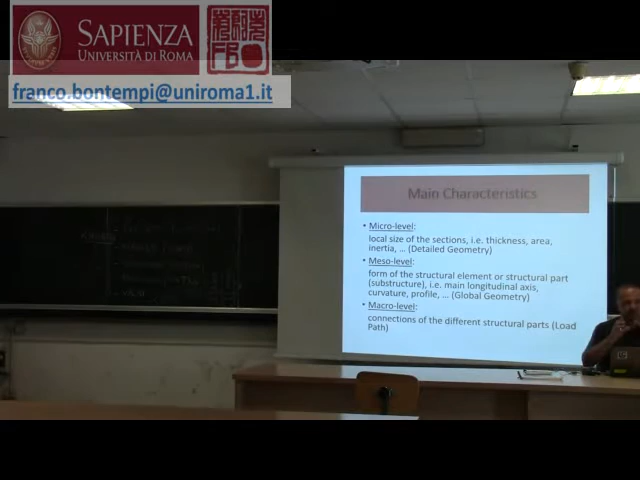 SAPIENZA
UNIVERSITÀ DI ROMA
franco.bontempi@uniroma1.it
Main Characteristics
• Micro-level:
local size of the sections, i.e. thickness, area,
inertia, ... (Detailed Geometry)
• Meso-level:
form of the structural element or structural part
(substructure), i.e. main longitudinal axis,
curvature, profile, ... (Global Geometry)
• Macro-level:
connections of the different structural parts (Load
Path)